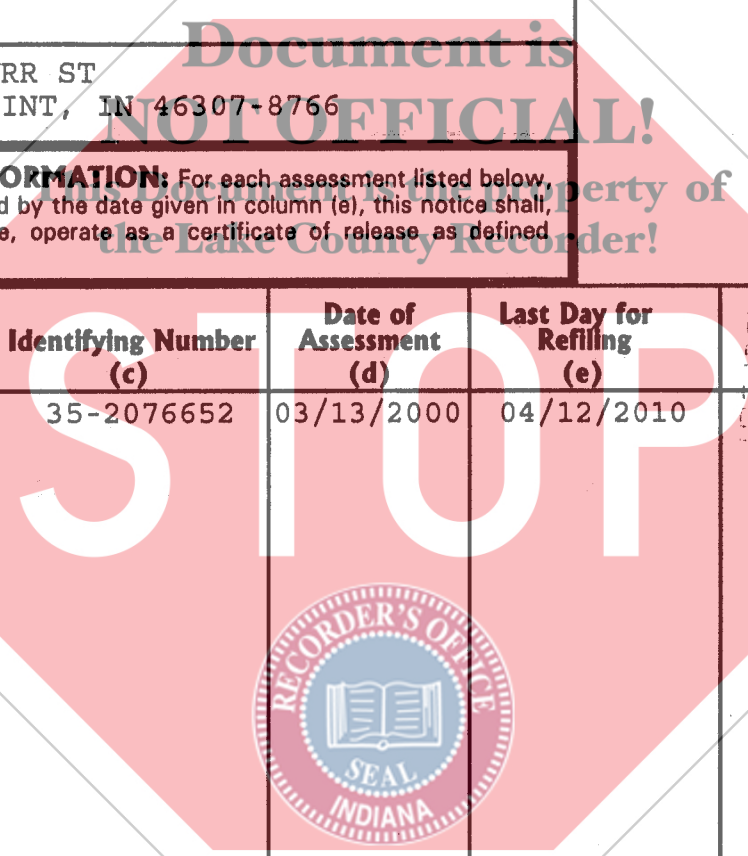 Document is
RR ST
INT, IN 46307-8766
NOT OFFICIAL!
ORMATION: For each assessment listed below,
This Document is the property of
d by the date given in column (e), this notice shall,
e, operate as a certificate of release as defined
the Lake County Recorder!
Identifying Number
(c)
Date of
Assessment
(d)
Last Day for
Refiling
(e)
35-2076652
03/13/2000
04/12/2010
STOP
RECORDER'S OFFICE
SEAL
INDIANA